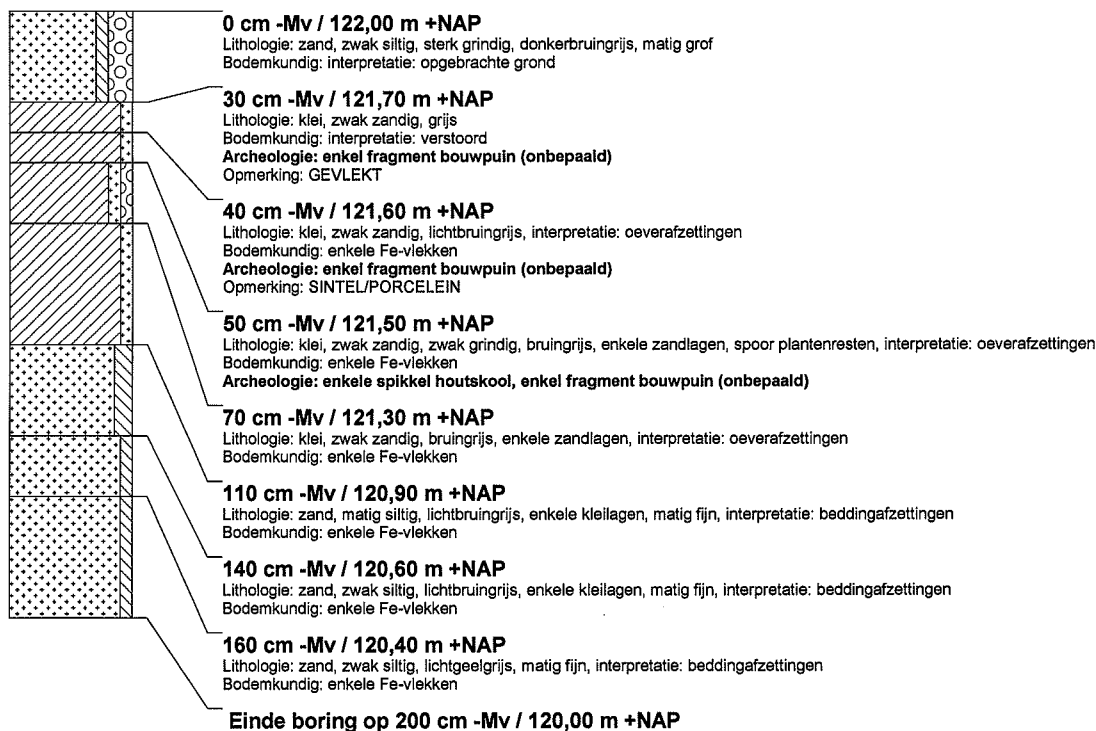 0 cm -Mv / 122,00 m +NAP
Lithologie: zand, zwak siltig, sterk grindig, donkerbruingrijs, matig grof
Bodemkundig: interpretatie: opgebrachte grond
30 cm -Mv / 121,70 m +NAP
Lithologie: klei, zwak zandig, grijs
Bodemkundig: interpretatie: verstoord
Archeologie: enkel fragment bouwpuin (onbepaald)
Opmerking: GEVLEKT
40 cm -Mv / 121,60 m +NAP
Lithologie: klei, zwak zandig, lichtbruingrijs, interpretatie: oeverafzettingen
Bodemkundig: enkele Fe-vlekken
Archeologie: enkel fragment bouwpuin (onbepaald)
Opmerking: SINTEL/PORCELEIN
50 cm -Mv / 121,50 m +NAP
Lithologie: klei, zwak zandig, zwak grindig, bruingrijs, enkele zandlagen, spoor plantenresten, interpretatie: oeverafzettingen
Bodemkundig: enkele Fe-vlekken
Archeologie: enkele spikkel houtskool, enkel fragment bouwpuin (onbepaald)
70 cm -Mv / 121,30 m +NAP
Lithologie: klei, zwak zandig, bruingrijs, enkele zandlagen, interpretatie: oeverafzettingen
Bodemkundig: enkele Fe-vlekken
110 cm -Mv / 120,90 m +NAP
Lithologie: zand, matig siltig, lichtbruingrijs, enkele kleilagen, matig fijn, interpretatie: beddingafzettingen
Bodemkundig: enkele Fe-vlekken
140 cm -Mv / 120,60 m +NAP
Lithologie: zand, zwak siltig, lichtbruingrijs, enkele kleilagen, matig fijn, interpretatie: beddingafzettingen
Bodemkundig: enkele Fe-vlekken
160 cm -Mv / 120,40 m +NAP
Lithologie: zand, zwak siltig, lichtgeelgrijs, matig fijn, interpretatie: beddingafzettingen
Bodemkundig: enkele Fe-vlekken
Einde boring op 200 cm -Mv / 120,00 m +NAP